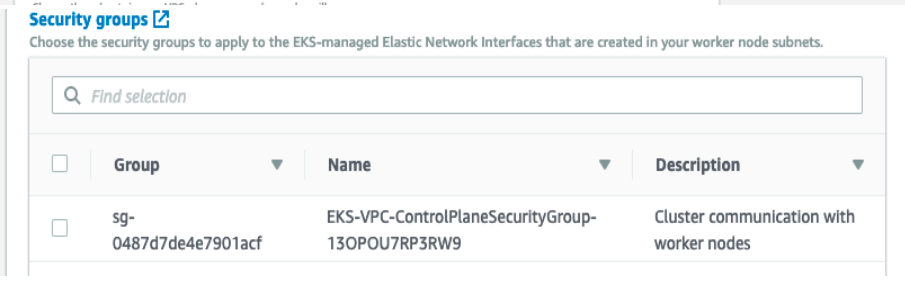 Security groups
Choose the security groups to apply to the EKS-managed Elastic Network Interfaces that are created in your worker node subnets.
Find selection
Group Name Description
sg- EKS-VPC-ControlPlaneSecurityGroup- Cluster communication with
0487d7de4e7901acf 13OPOU7RP3RW9 worker nodes